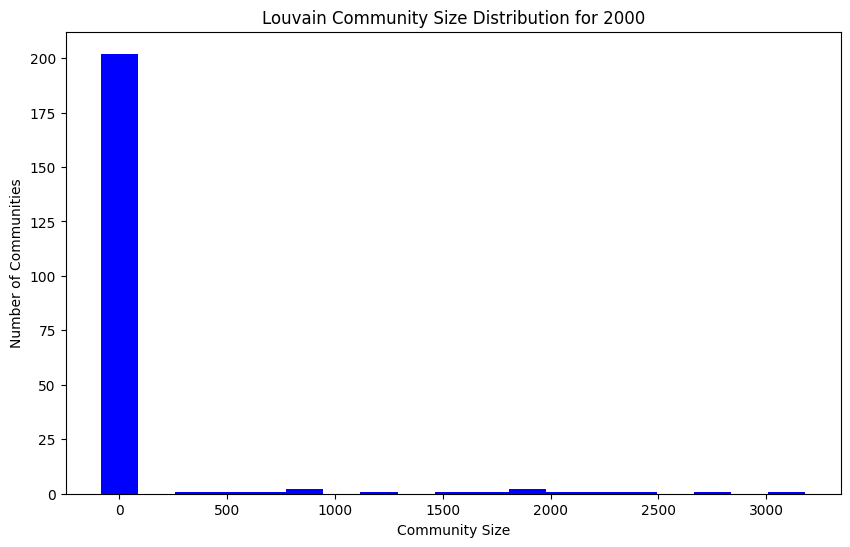 Louvain Community Size Distribution for 2000
200
175
150
125
100
75
50
25
0
Number of Communities
0 500 1000 1500 2000 2500 3000
Community Size